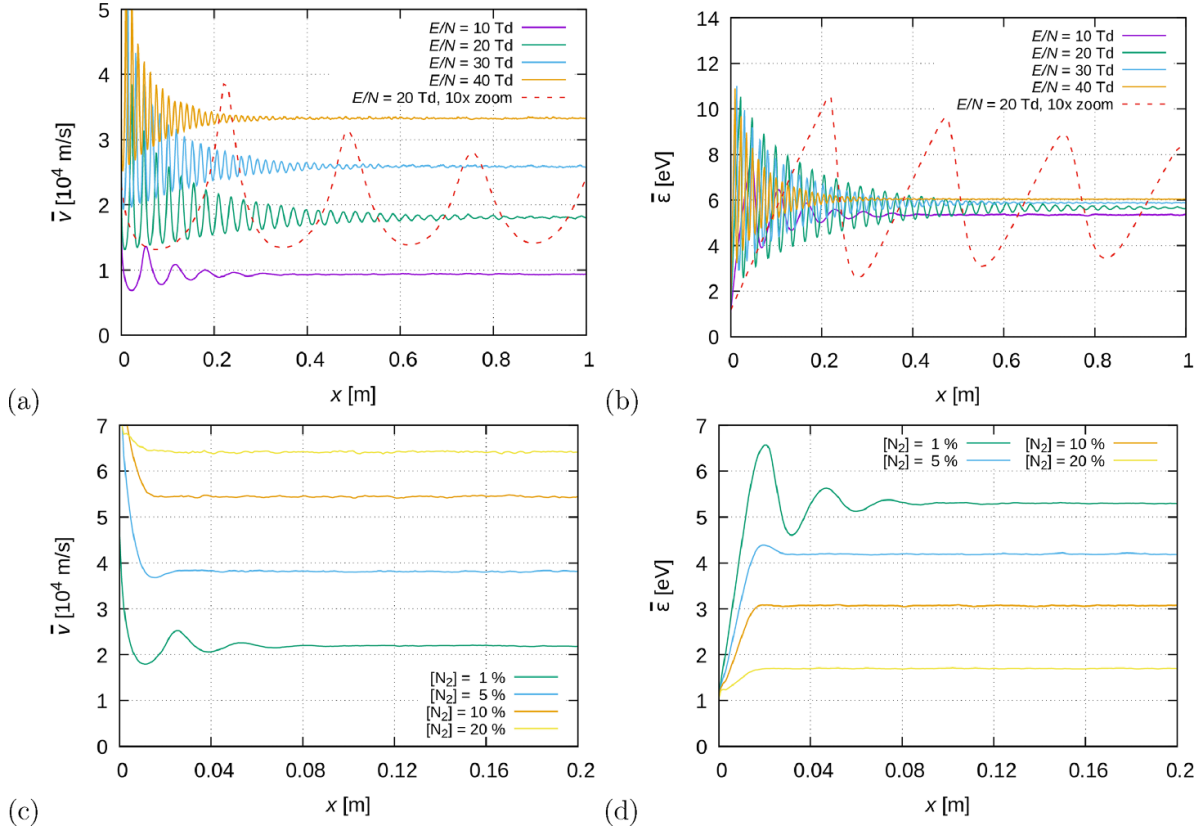 5
4
3
2
1
0
v̄ [10⁴ m/s]
E/N = 10 Td
E/N = 20 Td
E/N = 30 Td
E/N = 40 Td
E/N = 20 Td, 10x zoom
0 0.2 0.4 0.6 0.8 1
x [m]
(a)
14
12
10
8
6
4
2
0
ε̄ [eV]
E/N = 10 Td
E/N = 20 Td
E/N = 30 Td
E/N = 40 Td
E/N = 20 Td, 10x zoom
0 0.2 0.4 0.6 0.8 1
x [m]
(b)
7
6
5
4
3
2
1
0
v̄ [10⁴ m/s]
[N₂] = 1 %
[N₂] = 5 %
[N₂] = 10 %
[N₂] = 20 %
0 0.04 0.08 0.12 0.16 0.2
x [m]
(c)
7
6
5
4
3
2
1
0
ε̄ [eV]
[N₂] = 1 % [N₂] = 10 %
[N₂] = 5 % [N₂] = 20 %
0 0.04 0.08 0.12 0.16 0.2
x [m]
(d)